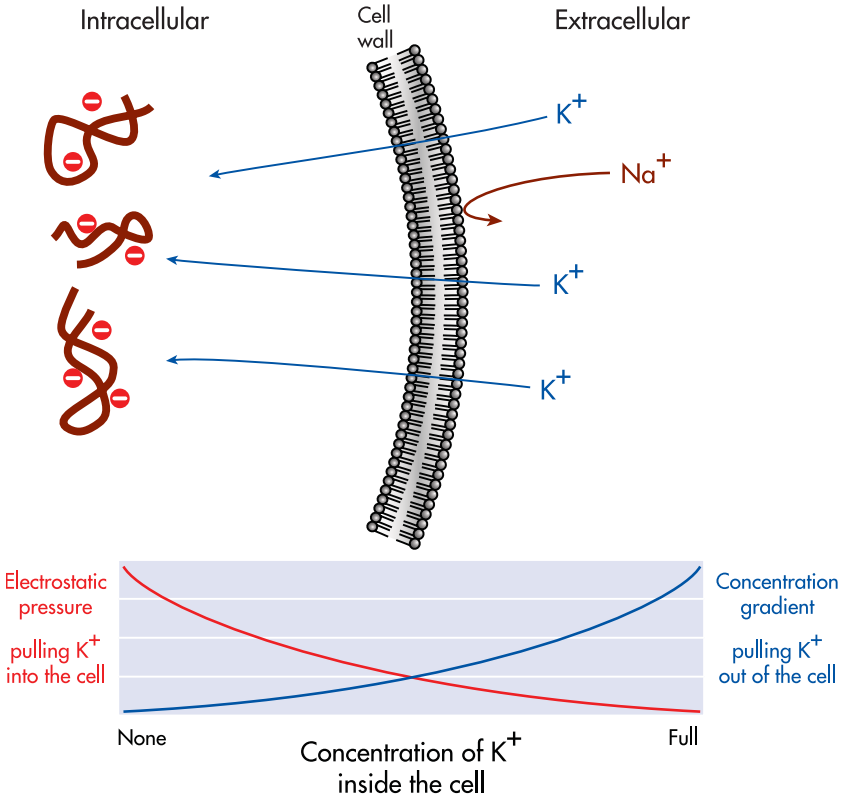 Intracellular
Cell
wall
Extracellular
K+
Na+
K+
K+
Electrostatic
pressure
pulling K+
into the cell
Concentration
gradient
pulling K+
out of the cell
None
Full
Concentration of K+
inside the cell